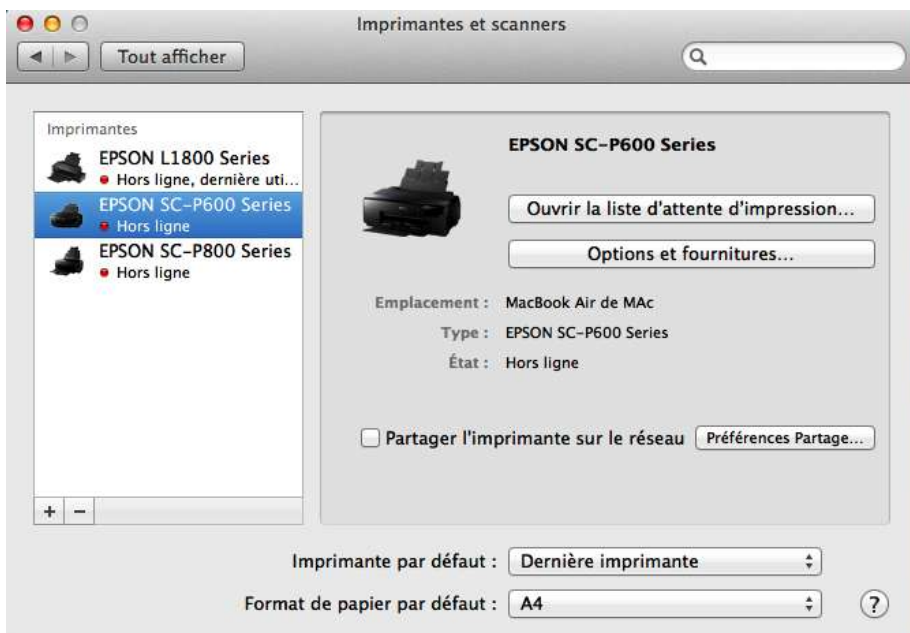 Imprimantes et scanners
Tout afficher
Imprimantes
EPSON L1800 Series
Hors ligne, dernière uti...
EPSON SC-P600 Series
Hors ligne
EPSON SC-P800 Series
Hors ligne
+ −
EPSON SC-P600 Series
Ouvrir la liste d'attente d'impression...
Options et fournitures...
Emplacement : MacBook Air de MAc
Type : EPSON SC-P600 Series
État : Hors ligne
Partager l'imprimante sur le réseau Préférences Partage...
Imprimante par défaut : Dernière imprimante
Format de papier par défaut : A4
?